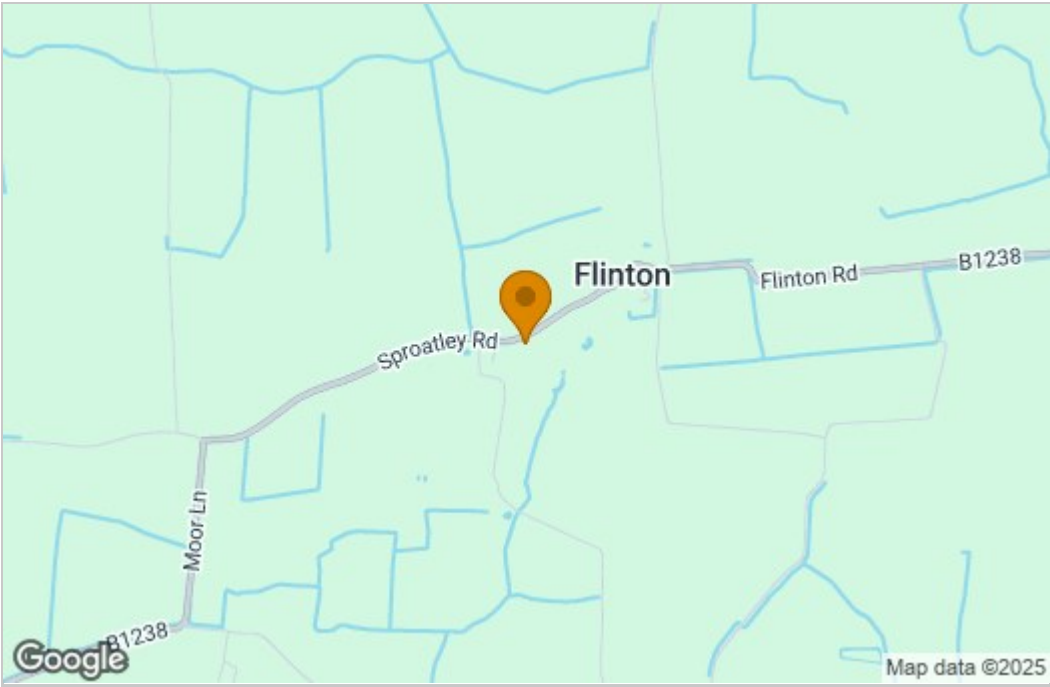 Flinton
Flinton Rd
B1238
Sproatley Rd
Moor Ln
B1238
Google
Map data ©2025